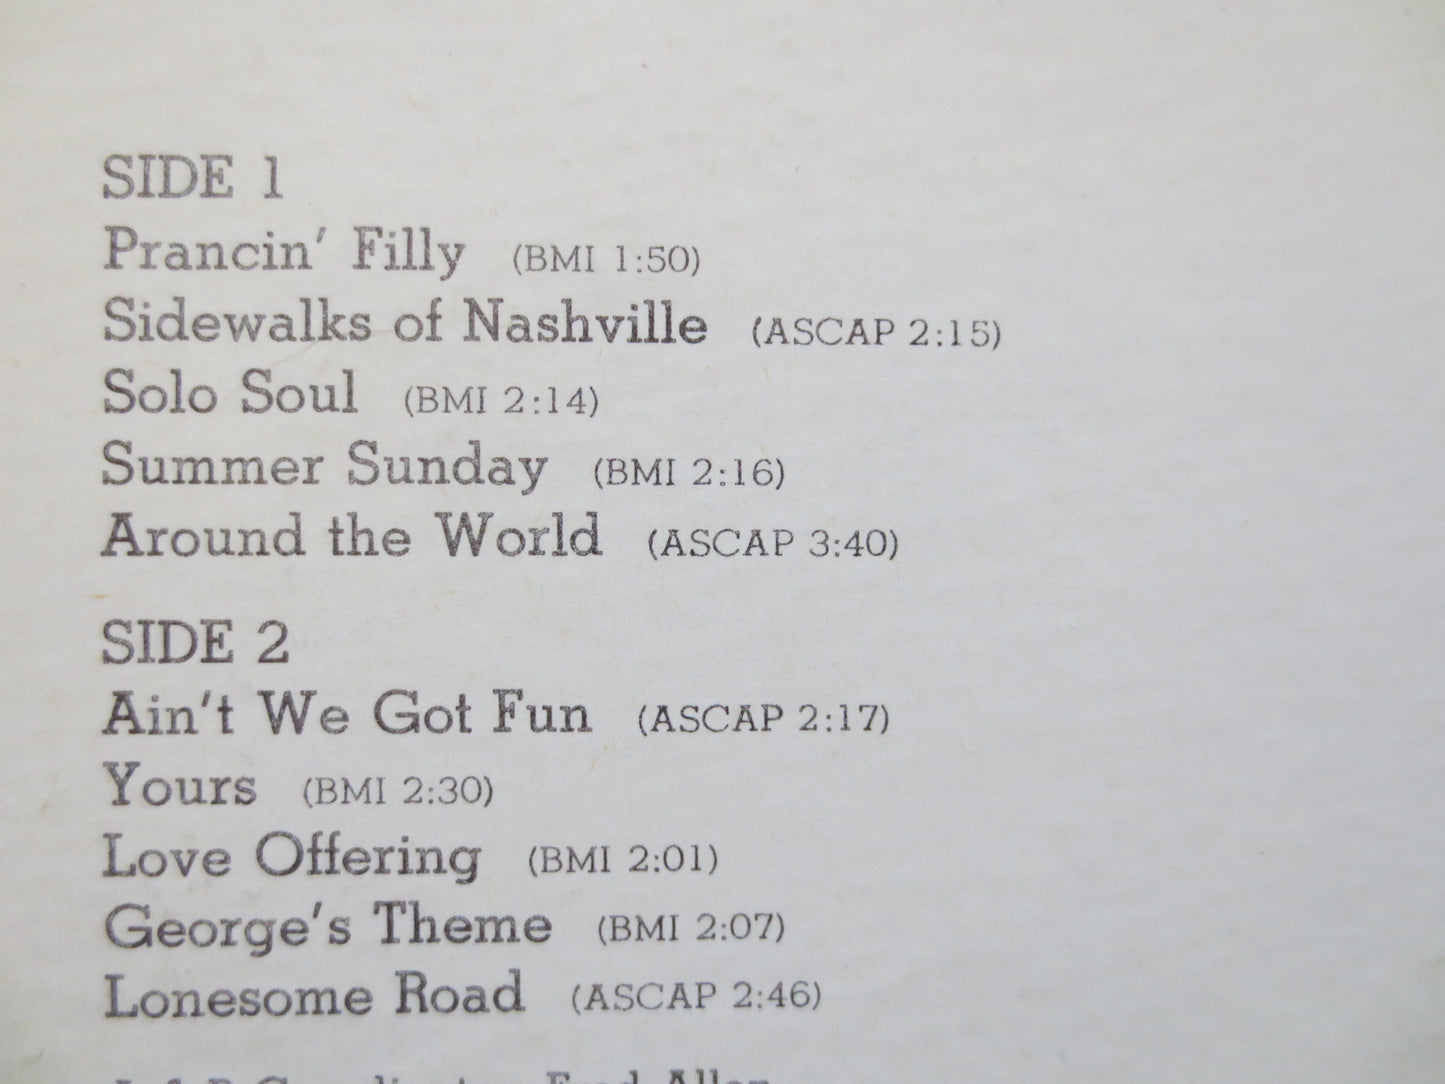 SIDE 1
Prancin' Filly (BMI 1:50)
Sidewalks of Nashville (ASCAP 2:15)
Solo Soul (BMI 2:14)
Summer Sunday (BMI 2:16)
Around the World (ASCAP 3:40)
SIDE 2
Ain't We Got Fun (ASCAP 2:17)
Yours (BMI 2:30)
Love Offering (BMI 2:01)
George's Theme (BMI 2:07)
Lonesome Road (ASCAP 2:46)
Fred Allen